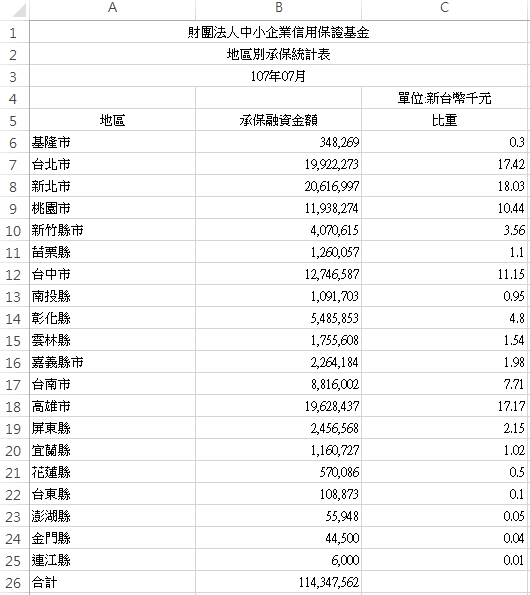 A B C
1 財團法人中小企業信用保證基金
2 地區別承保統計表
3 107年07月
4 單位:新台幣千元
5 地區 承保融資金額 比重
6 基隆市 348,269 0.3
7 台北市 19,922,273 17.42
8 新北市 20,616,997 18.03
9 桃園市 11,938,274 10.44
10 新竹縣市 4,070,615 3.56
11 苗栗縣 1,260,057 1.1
12 台中市 12,746,587 11.15
13 南投縣 1,091,703 0.95
14 彰化縣 5,485,853 4.8
15 雲林縣 1,755,608 1.54
16 嘉義縣市 2,264,184 1.98
17 台南市 8,816,002 7.71
18 高雄市 19,628,437 17.17
19 屏東縣 2,456,568 2.15
20 宜蘭縣 1,160,727 1.02
21 花蓮縣 570,086 0.5
22 台東縣 108,873 0.1
23 澎湖縣 55,948 0.05
24 金門縣 44,500 0.04
25 連江縣 6,000 0.01
26 合計 114,347,562